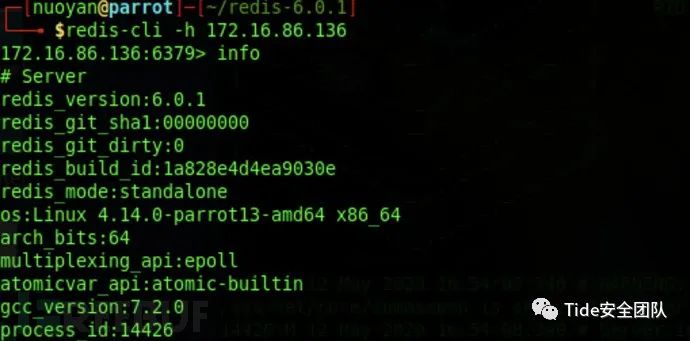 [nuoyan@parrot]─[~/redis-6.0.1]
$redis-cli -h 172.16.86.136
172.16.86.136:6379> info
# Server
redis_version:6.0.1
redis_git_sha1:00000000
redis_git_dirty:0
redis_build_id:1a828e4d4ea9030e
redis_mode:standalone
os:Linux 4.14.0-parrot13-amd64 x86_64
arch_bits:64
multiplexing_api:epoll
atomicvar_api:atomic-builtin
gcc_version:7.2.0
process_id:14426
Tide安全团队